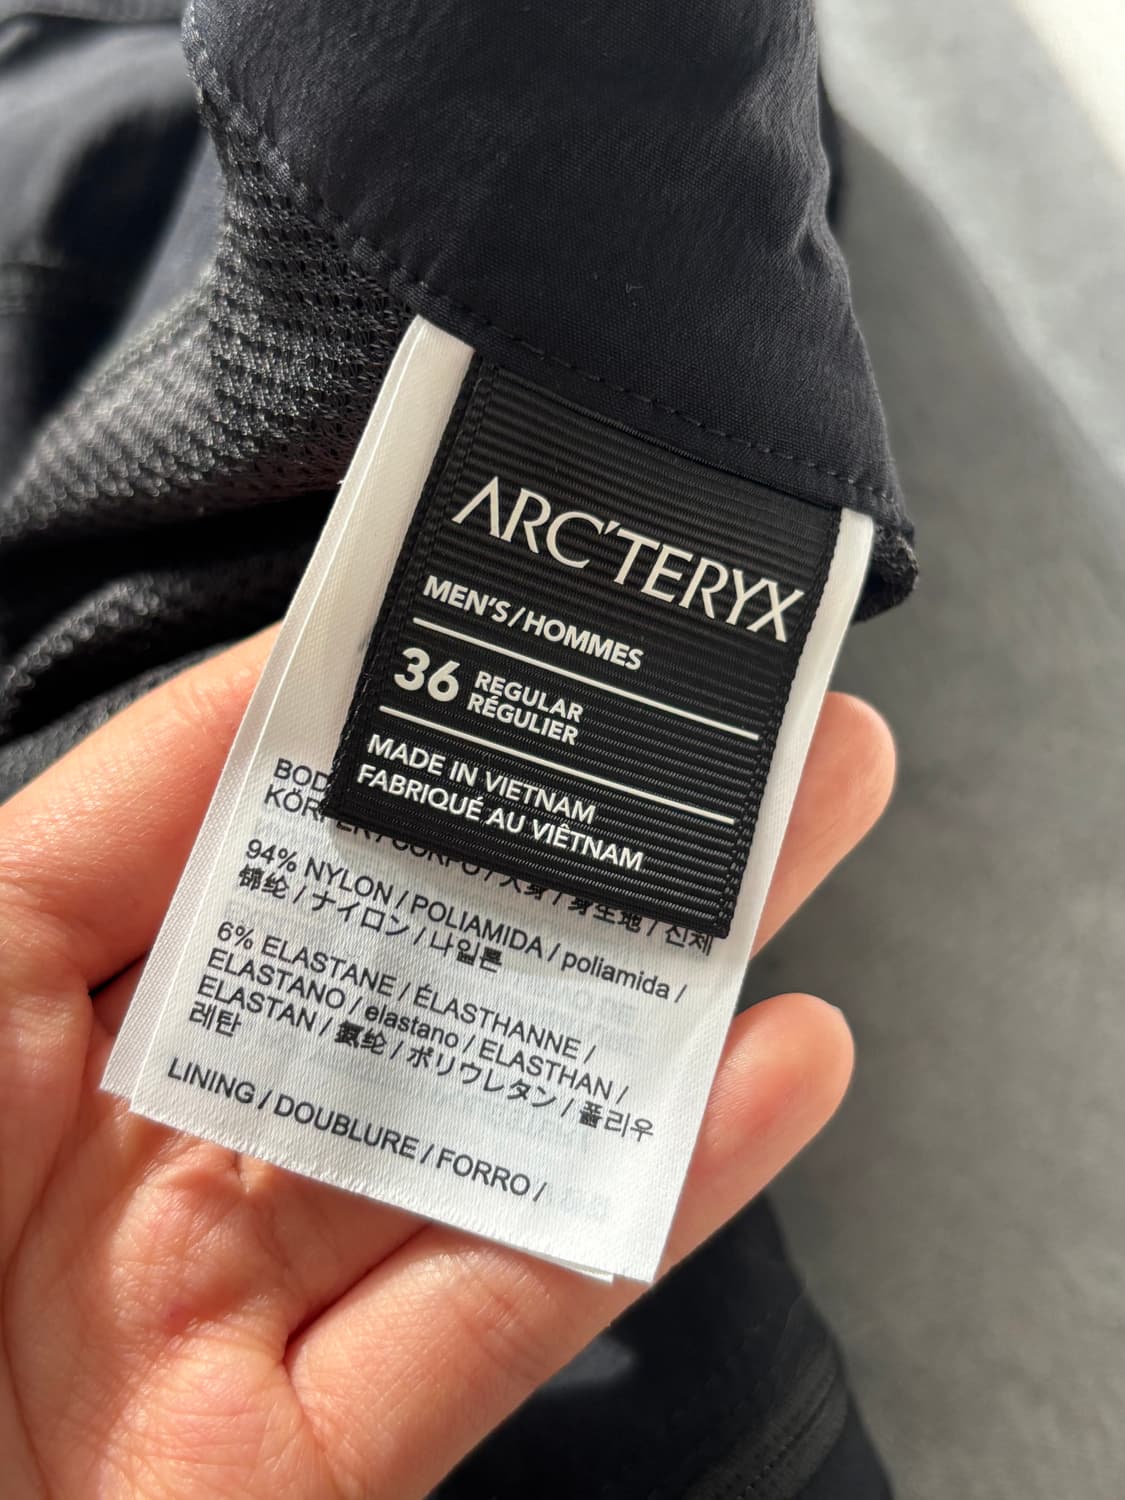 ARC'TERYX
MEN'S/HOMMES
36 REGULAR
RÉGULIER
MADE IN VIETNAM
FABRIQUÉ AU VIÊTNAM
94% NYLON / POLIAMIDA / poliamida /
锦纶 / ナイロン / 나일론
6% ELASTANE / ÉLASTHANNE /
ELASTANO / elastano / ELASTHAN /
ELASTAN / 氨纶 / ポリウレタン / 폴리우
레탄
LINING / DOUBLURE / FORRO /